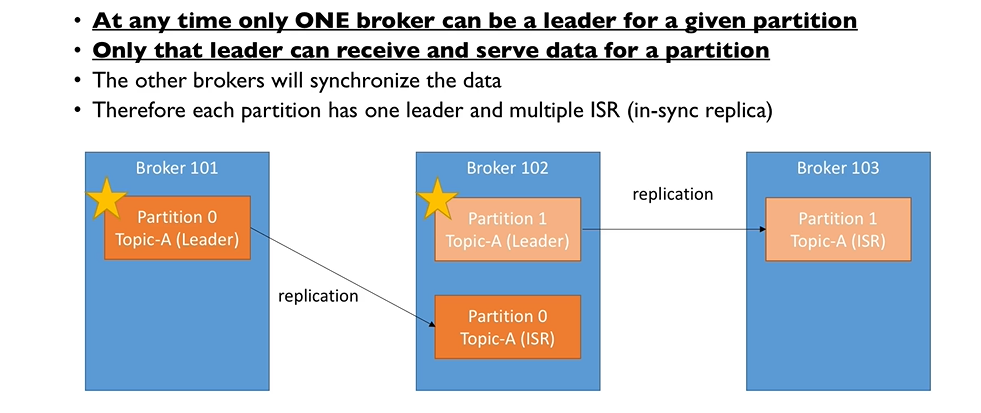 • At any time only ONE broker can be a leader for a given partition
• Only that leader can receive and serve data for a partition
• The other brokers will synchronize the data
• Therefore each partition has one leader and multiple ISR (in-sync replica)
Broker 101
Partition 0
Topic-A (Leader)
replication
Broker 102
Partition 1
Topic-A (Leader)
Partition 0
Topic-A (ISR)
replication
Broker 103
Partition 1
Topic-A (ISR)